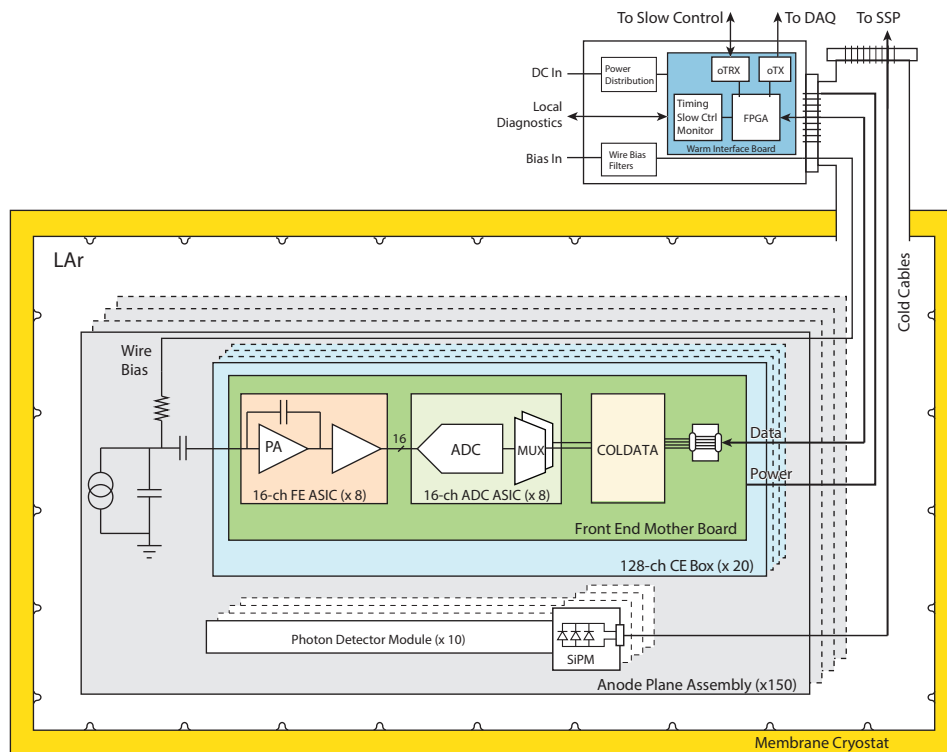 To Slow Control
To DAQ
To SSP
DC In
Power
Distribution
oTRX
oTX
Local
Diagnostics
Timing
Slow Ctrl
Monitor
FPGA
Warm Interface Board
Bias In
Wire Bias
Filters
LAr
Cold Cables
Wire
Bias
PA
16
ADC
MUX
COLDATA
Data
Power
16-ch FE ASIC (x 8)
16-ch ADC ASIC (x 8)
Front End Mother Board
128-ch CE Box (x 20)
Photon Detector Module (x 10)
SiPM
Anode Plane Assembly (x150)
Membrane Cryostat